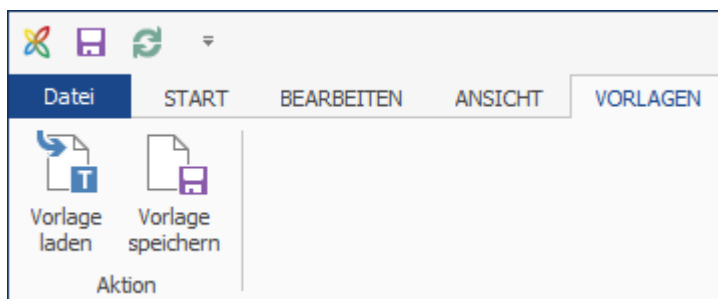 Datei START BEARBEITEN ANSICHT VORLAGEN
T
Vorlage Vorlage
laden speichern
Aktion